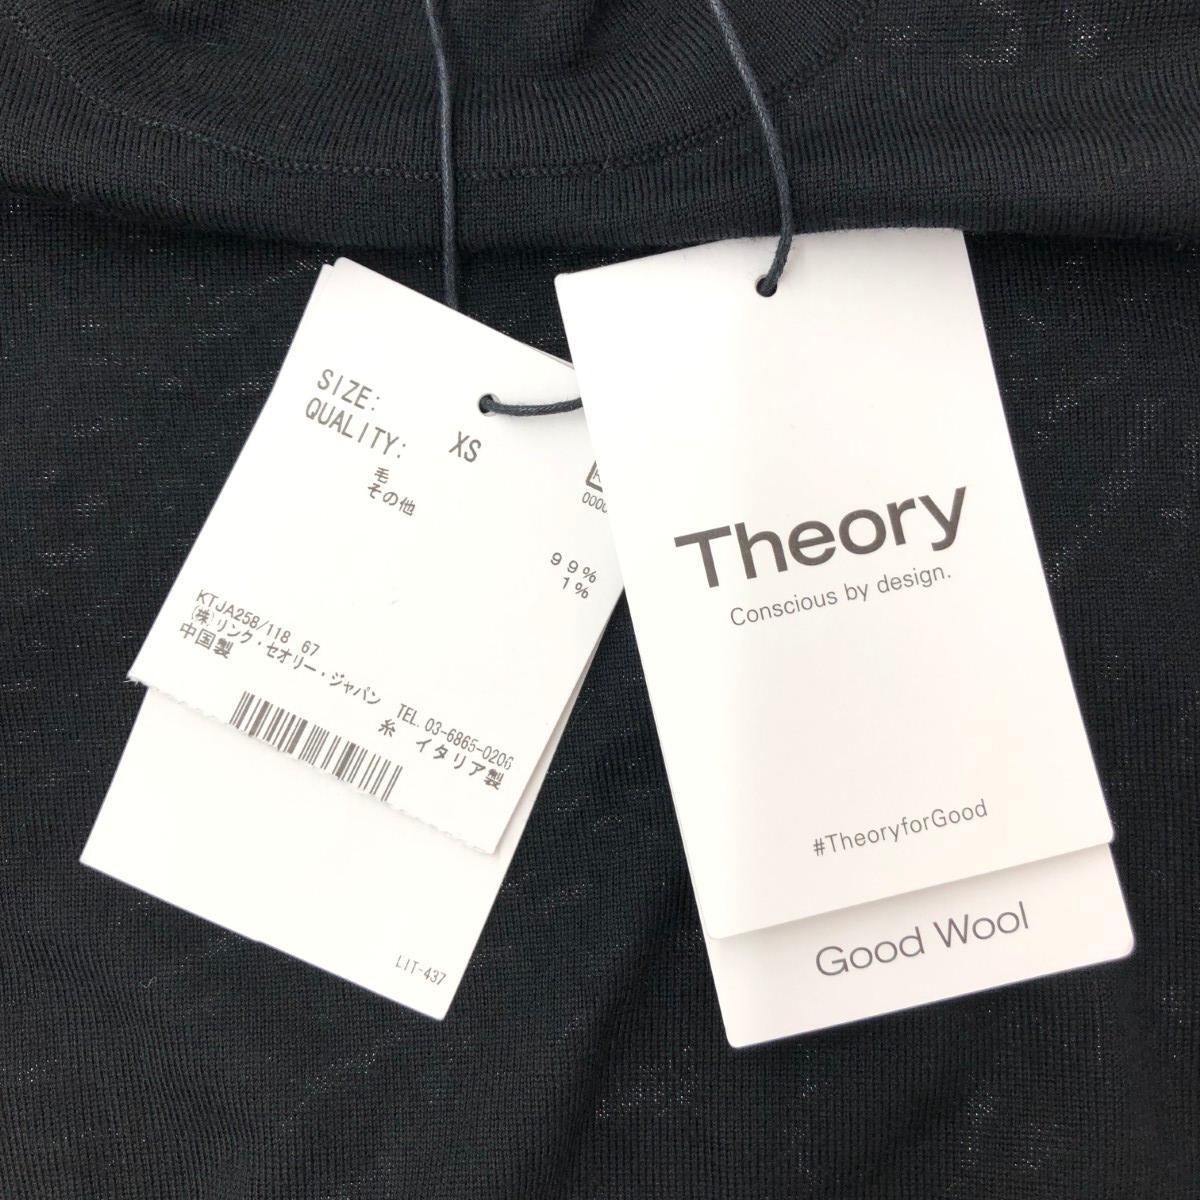 SIZE:
QUALITY: XS
毛
その他
0000
99%
1%
KTJA258/118 67
(株)リンク・セオリー・ジャパン TEL. 03-6865-0206
中国製 糸 イタリア製
LIT-437
Theory
Conscious by design.
#TheoryforGood
Good Wool